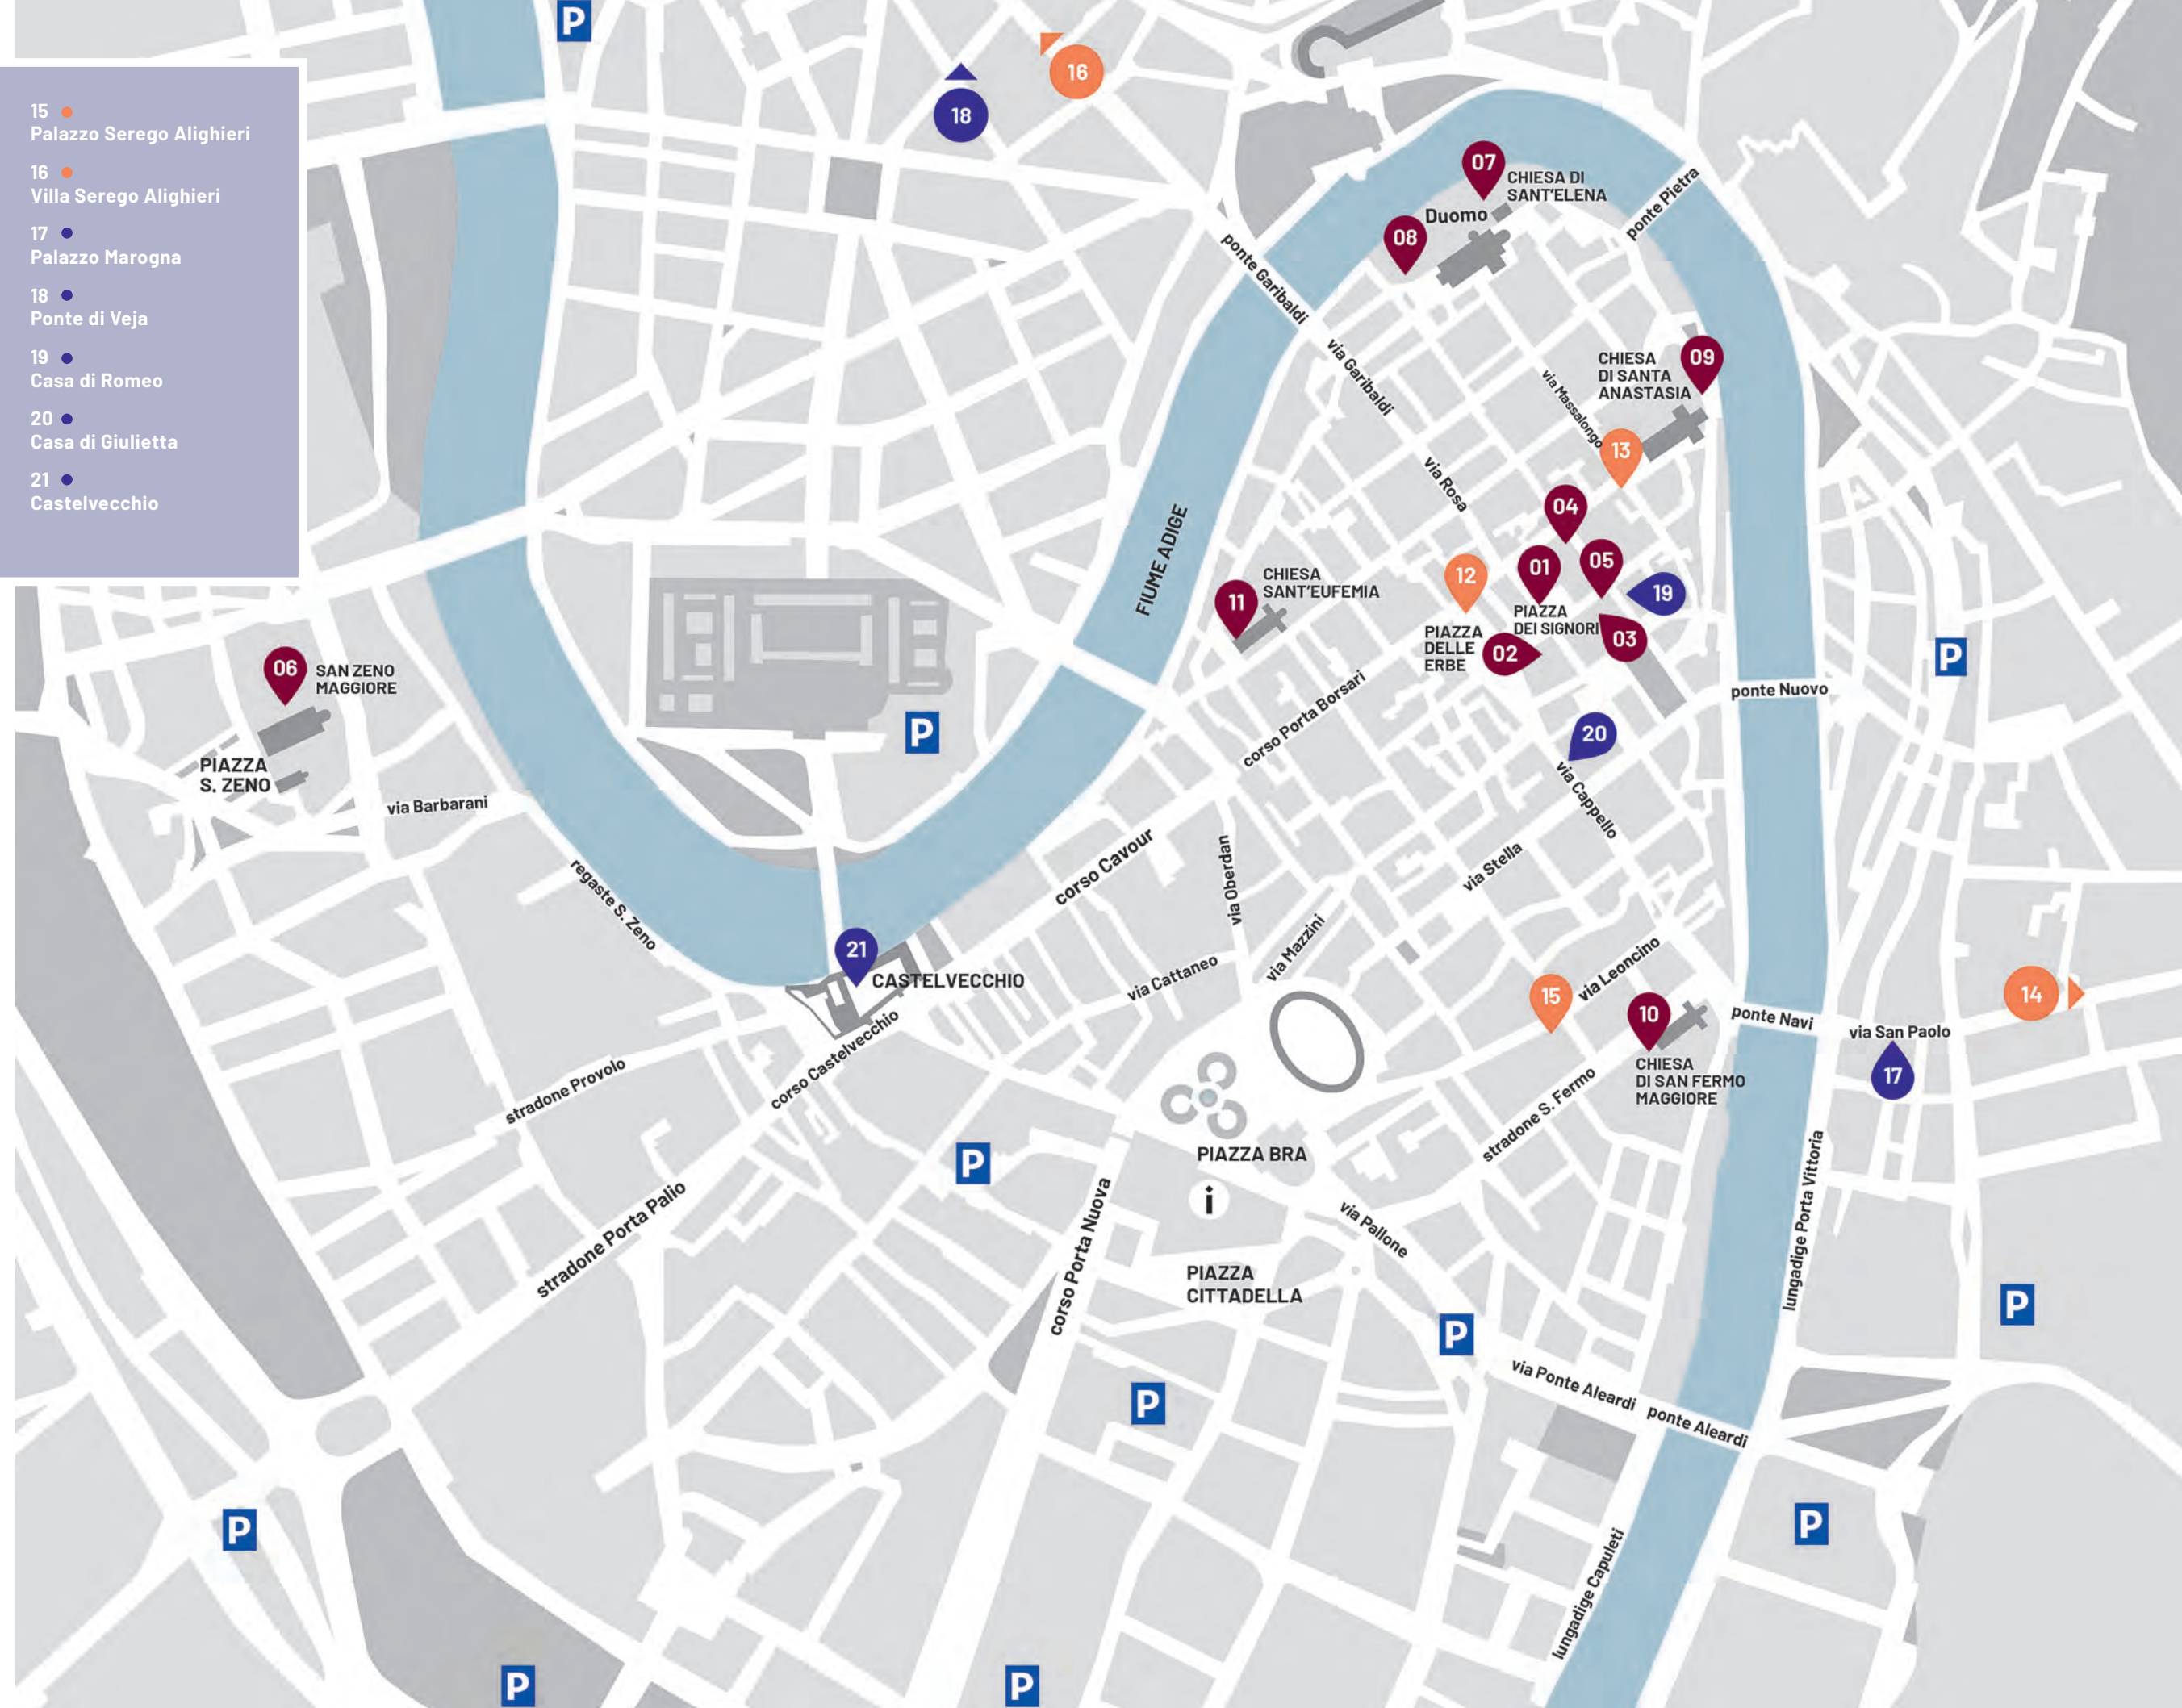 15
Palazzo Serego Alighieri
16
Villa Serego Alighieri
17
Palazzo Marogna
18
Ponte di Veja
19
Casa di Romeo
20
Casa di Giulietta
21
Castelvecchio
P
16
18
07
CHIESA DI
SANT'ELENA
Duomo
08
ponte Pietra
ponte Garibaldi
via Garibaldi
CHIESA
DI SANTA
ANASTASIA
09
via Massalongo
13
via Rosa
04
FIUME ADIGE
12
01
05
19
11
CHIESA
SANT'EUFEMIA
PIAZZA
DEI SIGNORI
03
PIAZZA
DELLE
ERBE
02
P
06
SAN ZENO
MAGGIORE
ponte Nuovo
P
corso Porta Borsari
20
PIAZZA
S. ZENO
via Barbarani
via Cappello
corso Cavour
via Oberdan
via Stella
regaste S. Zeno
via Mazzini
21
CASTELVECCHIO
via Cattaneo
via Leoncino
15
14
10
ponte Navi
via San Paolo
17
CHIESA
DI SAN FERMO
MAGGIORE
stradone Provolo
corso Castelvecchio
stradone S. Fermo
PIAZZA BRA
P
i
stradone Porta Palio
corso Porta Nuova
via Pallone
lungadige Porta Vittoria
PIAZZA
CITTADELLA
P
P
via Ponte Aleardi
ponte Aleardi
P
P
P
lungadige Capuleti
P
P